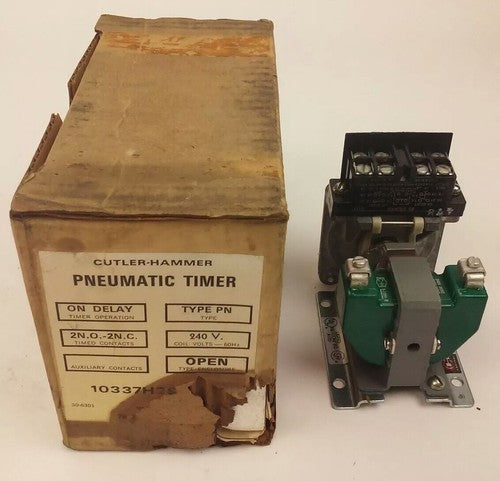 CUTLER-HAMMER
PNEUMATIC TIMER
ON DELAY TYPE PN
TIMER OPERATION TYPE
2N.O.-2N.C. 240 V.
TIMED CONTACTS COIL VOLTS—60Hz
OPEN
AUXILIARY CONTACTS TYPE ENCLOSURE